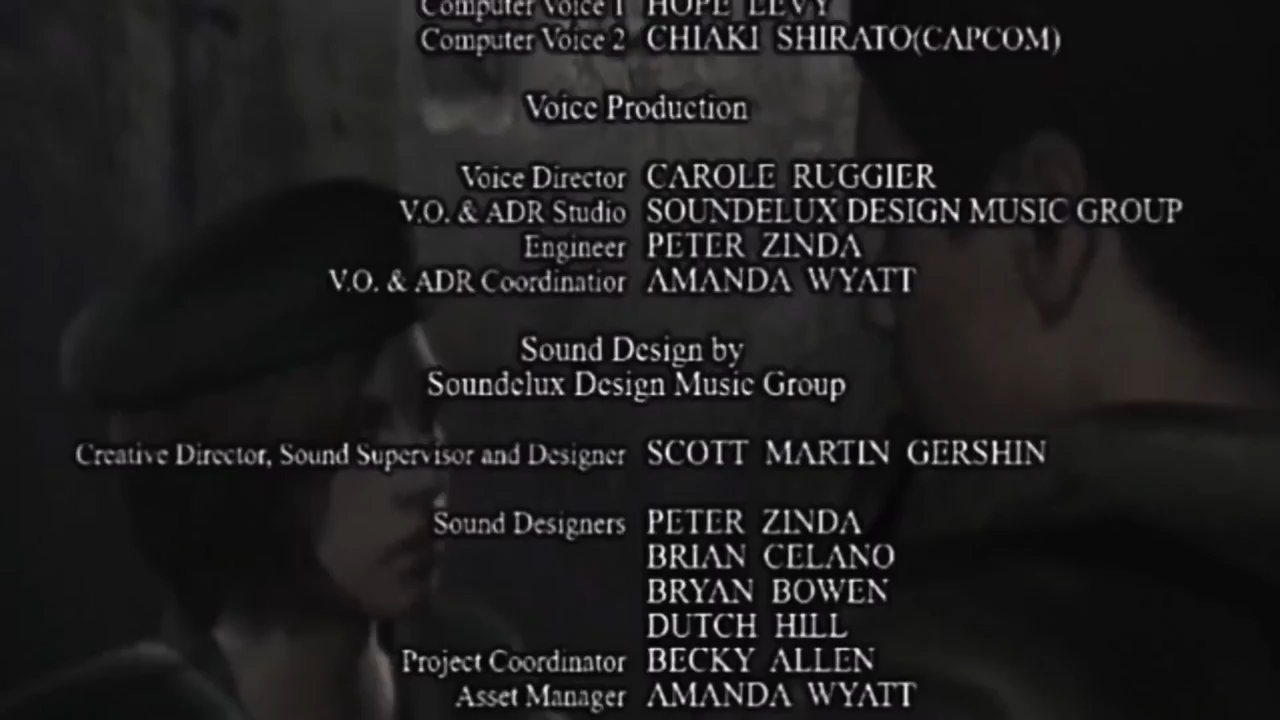 Computer Voice 1 HOPE LEVY
Computer Voice 2 CHIAKI SHIRATO(CAPCOM)
Voice Production
Voice Director CAROLE RUGGIER
V.O. & ADR Studio SOUNDELUX DESIGN MUSIC GROUP
Engineer PETER ZINDA
V.O. & ADR Coordinatior AMANDA WYATT
Sound Design by
Soundelux Design Music Group
Creative Director, Sound Supervisor and Designer SCOTT MARTIN GERSHIN
Sound Designers PETER ZINDA
BRIAN CELANO
BRYAN BOWEN
DUTCH HILL
Project Coordinator BECKY ALLEN
Asset Manager AMANDA WYATT